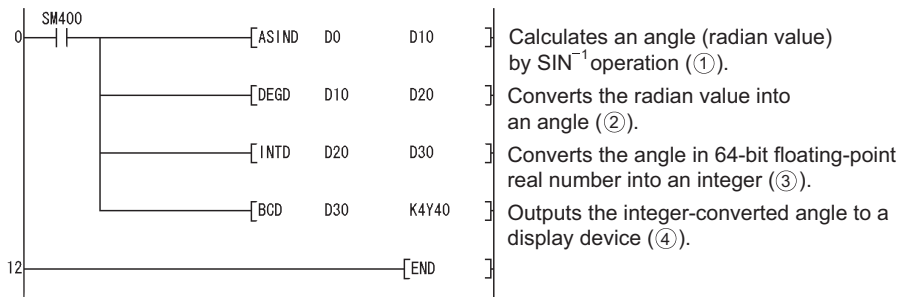 SM400
0 [ASIND D0 D10 ] Calculates an angle (radian value)
by SIN⁻¹ operation (①).
[DEGD D10 D20 ] Converts the radian value into
an angle (②).
[INTD D20 D30 ] Converts the angle in 64-bit floating-point
real number into an integer (③).
[BCD D30 K4Y40 ] Outputs the integer-converted angle to a
display device (④).
12 [END ]